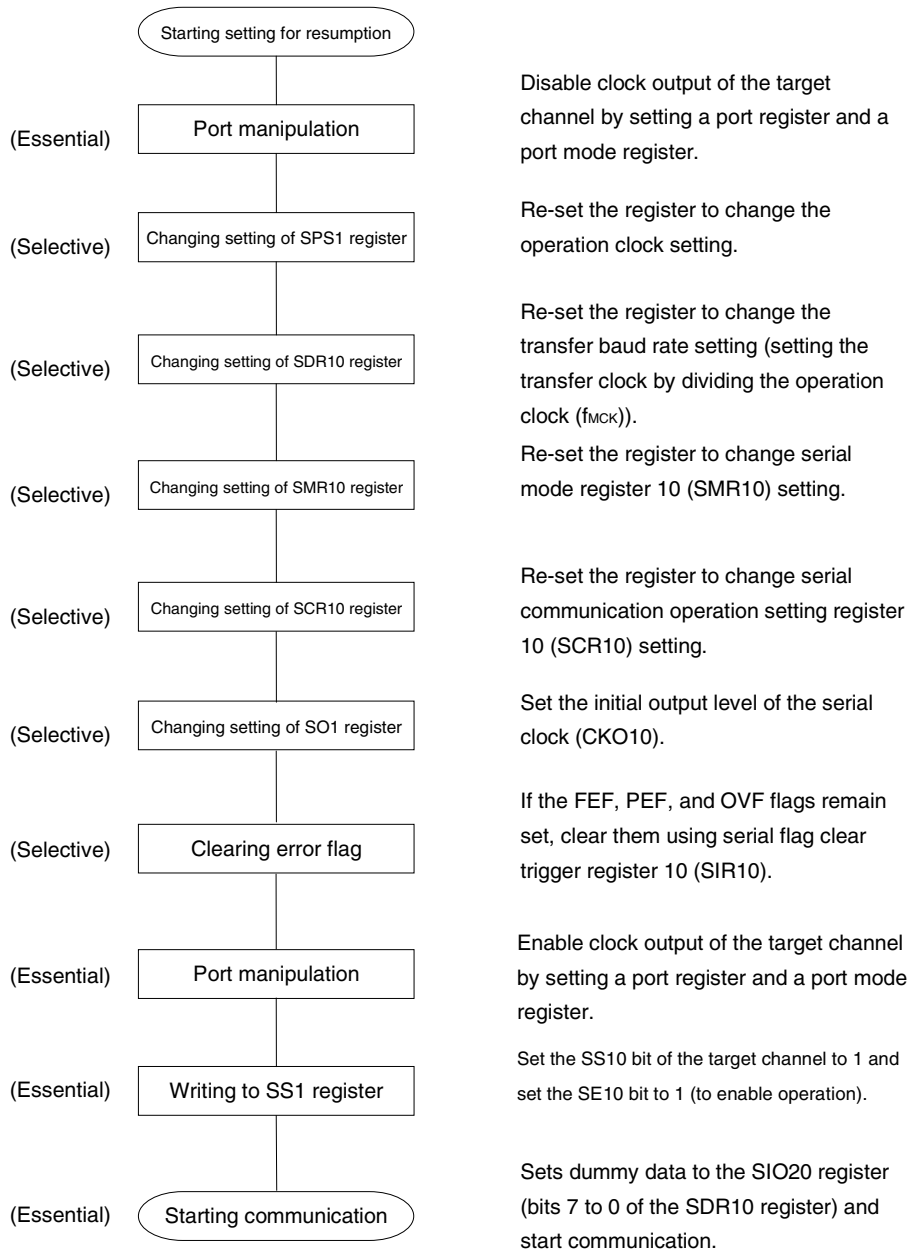 Starting setting for resumption
(Essential)
Port manipulation
Disable clock output of the target
channel by setting a port register and a
port mode register.
(Selective)
Changing setting of SPS1 register
Re-set the register to change the
operation clock setting.
(Selective)
Changing setting of SDR10 register
Re-set the register to change the
transfer baud rate setting (setting the
transfer clock by dividing the operation
clock (fMCK)).
(Selective)
Changing setting of SMR10 register
Re-set the register to change serial
mode register 10 (SMR10) setting.
(Selective)
Changing setting of SCR10 register
Re-set the register to change serial
communication operation setting register
10 (SCR10) setting.
(Selective)
Changing setting of SO1 register
Set the initial output level of the serial
clock (CKO10).
(Selective)
Clearing error flag
If the FEF, PEF, and OVF flags remain
set, clear them using serial flag clear
trigger register 10 (SIR10).
(Essential)
Port manipulation
Enable clock output of the target channel
by setting a port register and a port mode
register.
(Essential)
Writing to SS1 register
Set the SS10 bit of the target channel to 1 and
set the SE10 bit to 1 (to enable operation).
(Essential)
Starting communication
Sets dummy data to the SIO20 register
(bits 7 to 0 of the SDR10 register) and
start communication.